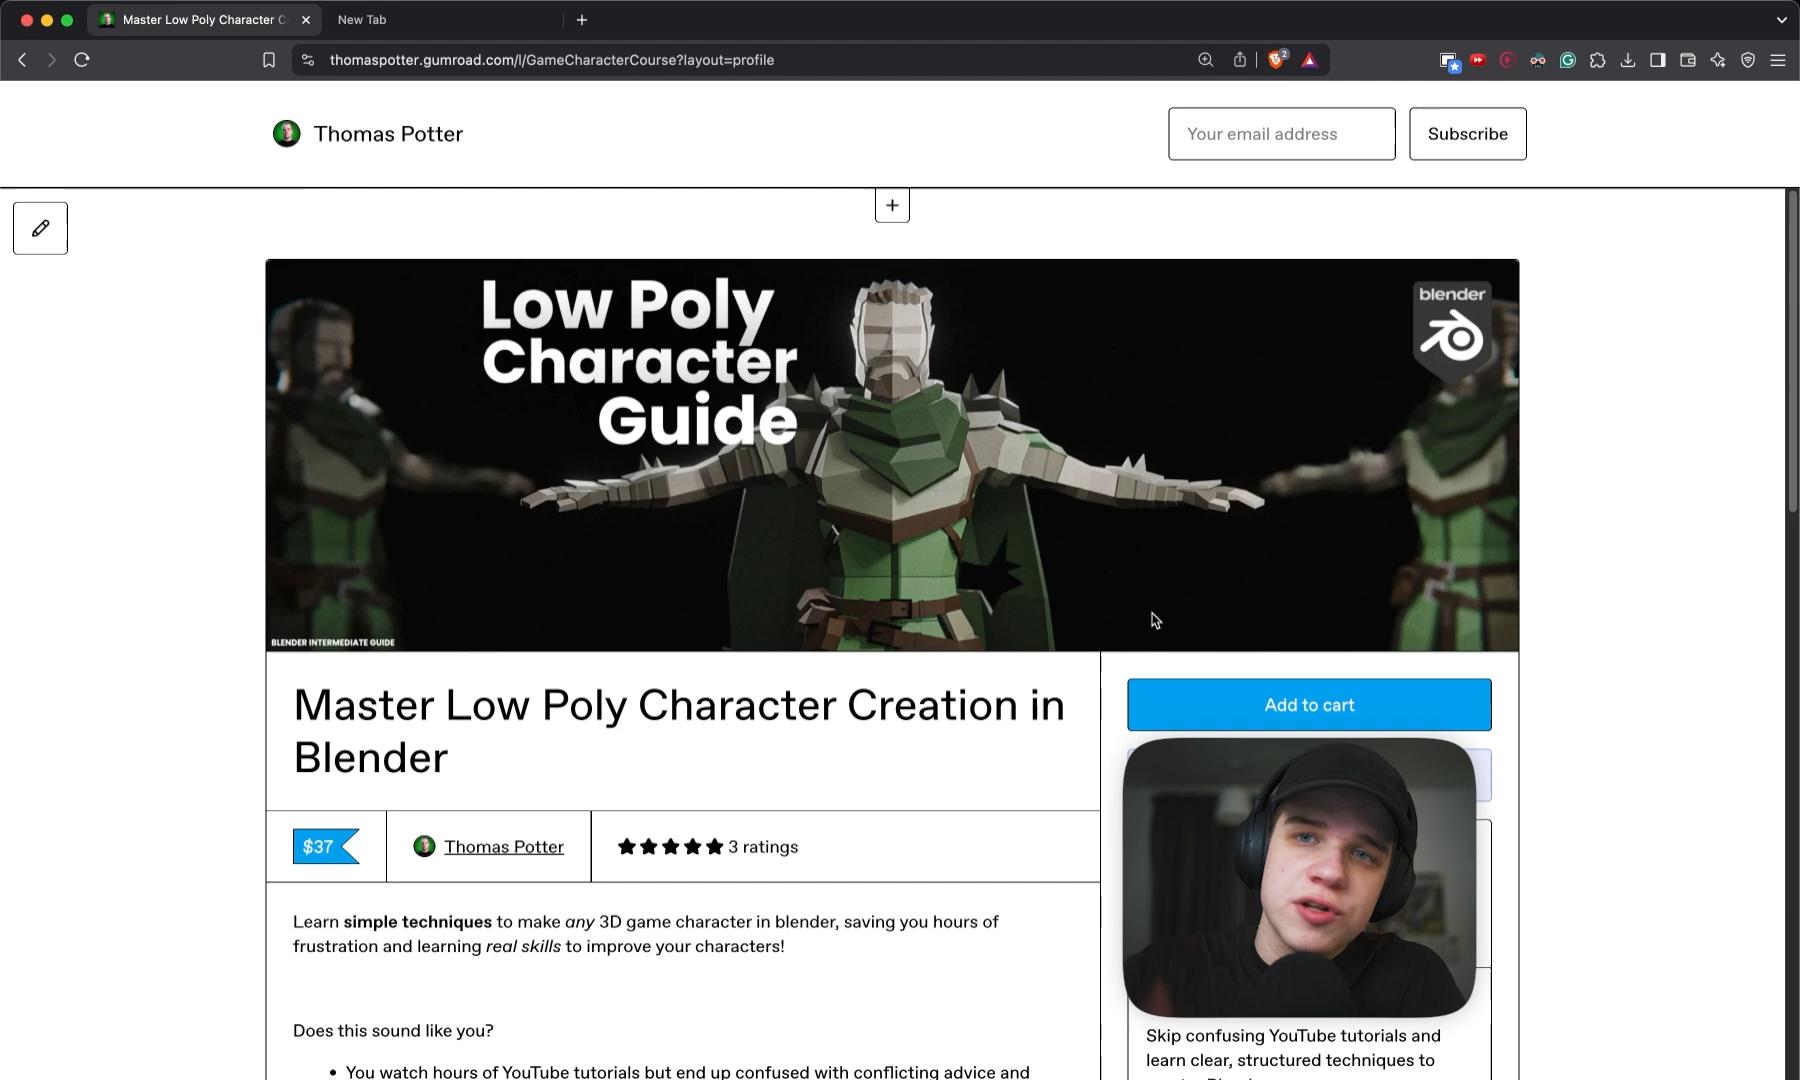 Master Low Poly Character C
New Tab
thomaspotter.gumroad.com/l/GameCharacterCourse?layout=profile
2
Thomas Potter
Your email address
Subscribe
Low Poly
Character
Guide
blender
BLENDER INTERMEDIATE GUIDE
Master Low Poly Character Creation in
Blender
Add to cart
$37
Thomas Potter
3 ratings
Learn simple techniques to make any 3D game character in blender, saving you hours of
frustration and learning real skills to improve your characters!
Does this sound like you?
• You watch hours of YouTube tutorials but end up confused with conflicting advice and
Skip confusing YouTube tutorials and
learn clear, structured techniques to